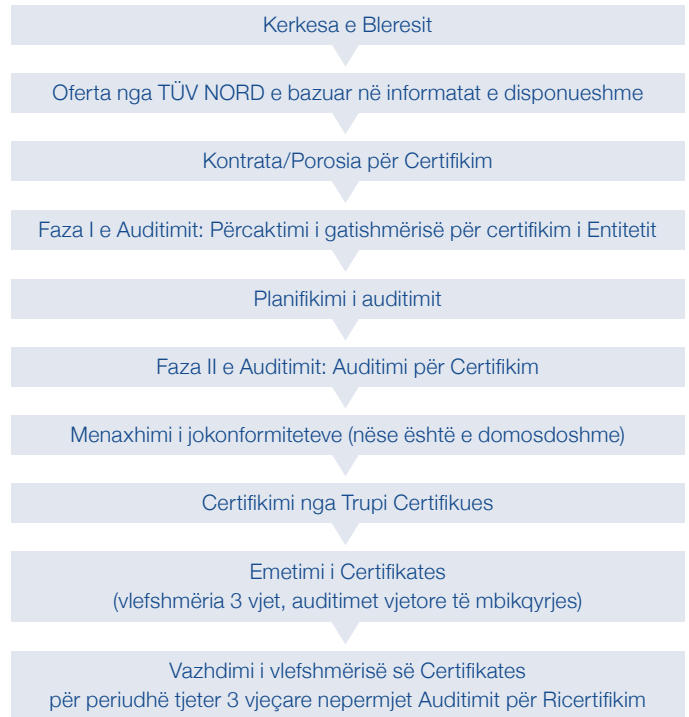 Kerkesa e Bleresit
Oferta nga TÜV NORD e bazuar në informatat e disponueshme
Kontrata/Porosia për Certifikim
Faza I e Auditimit: Përcaktimi i gatishmërisë për certifikim i Entitetit
Planifikimi i auditimit
Faza II e Auditimit: Auditimi për Certifikim
Menaxhimi i jokonformiteteve (nëse është e domosdoshme)
Certifikimi nga Trupi Certifikues
Emetimi i Certifikates
(vlefshmëria 3 vjet, auditimet vjetore të mbikqyrjes)
Vazhdimi i vlefshmërisë së Certifikates
për periudhë tjeter 3 vjeçare nepermjet Auditimit për Ricertifikim